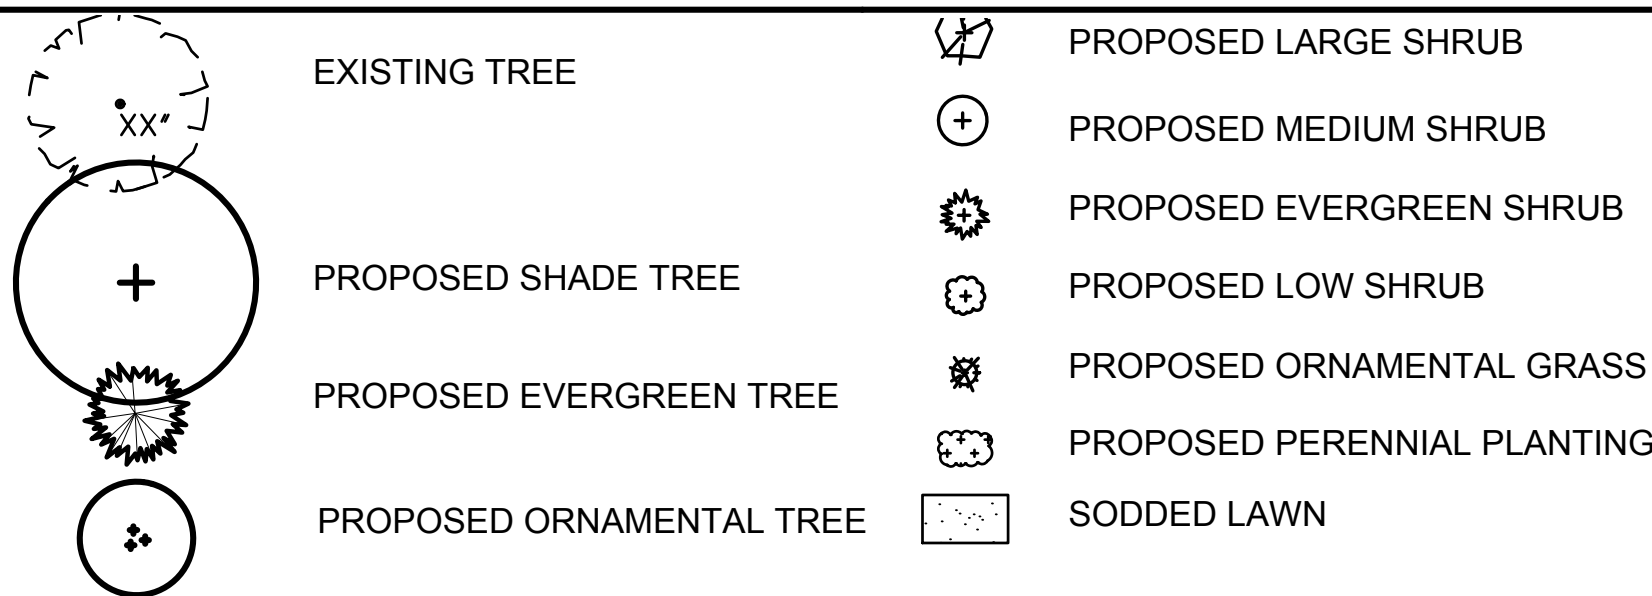 EXISTING TREE
XX"
PROPOSED SHADE TREE
PROPOSED EVERGREEN TREE
PROPOSED ORNAMENTAL TREE
PROPOSED LARGE SHRUB
PROPOSED MEDIUM SHRUB
PROPOSED EVERGREEN SHRUB
PROPOSED LOW SHRUB
PROPOSED ORNAMENTAL GRASS
PROPOSED PERENNIAL PLANTING
SODDED LAWN